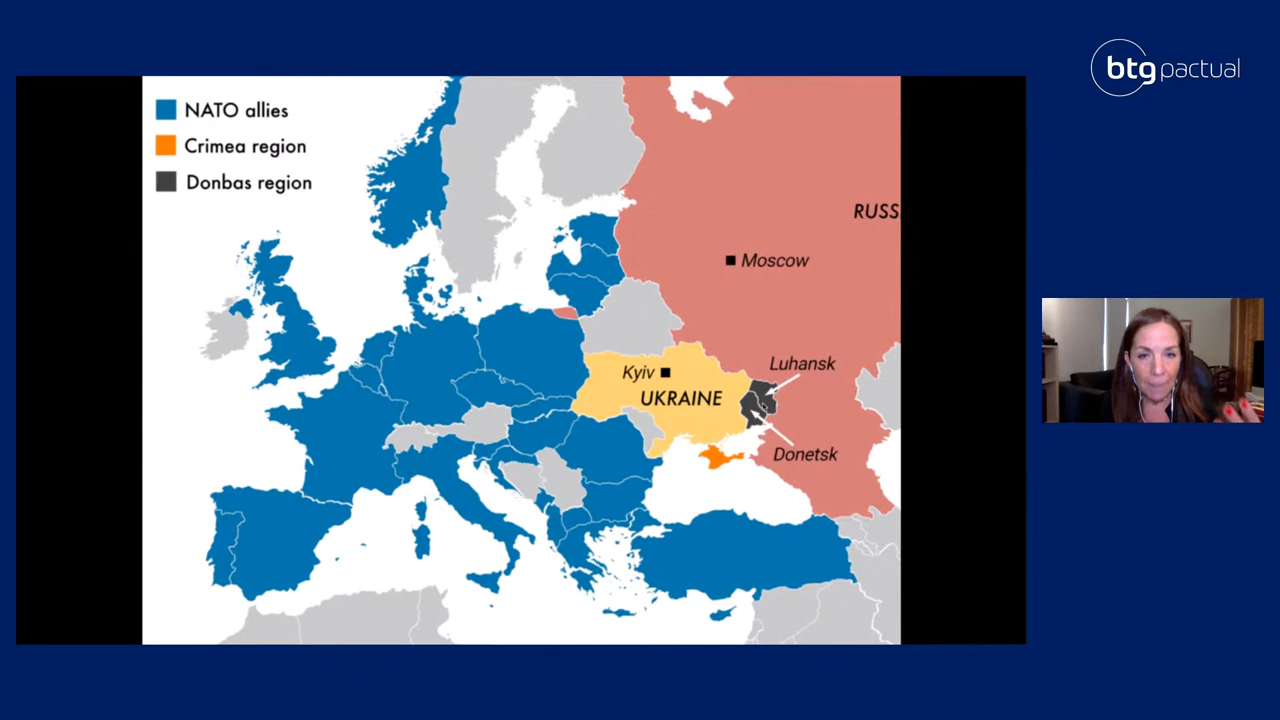 btg pactual
NATO allies
Crimea region
Donbas region
RUSS
Moscow
Luhansk
Kyiv
UKRAINE
Donetsk